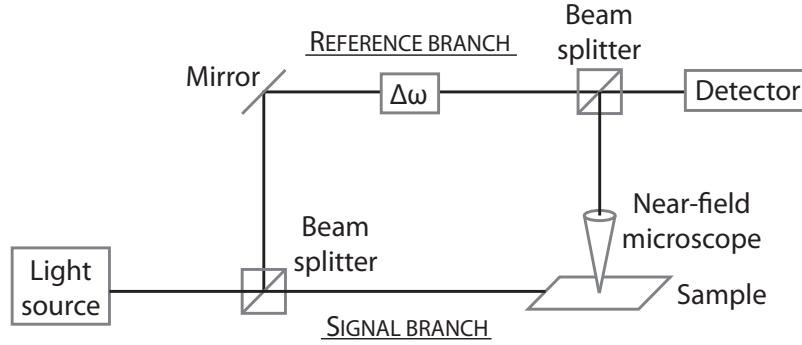 REFERENCE BRANCH
Beam
splitter
Mirror
Δω
Detector
Near-field
microscope
Beam
splitter
Light
source
Sample
SIGNAL BRANCH